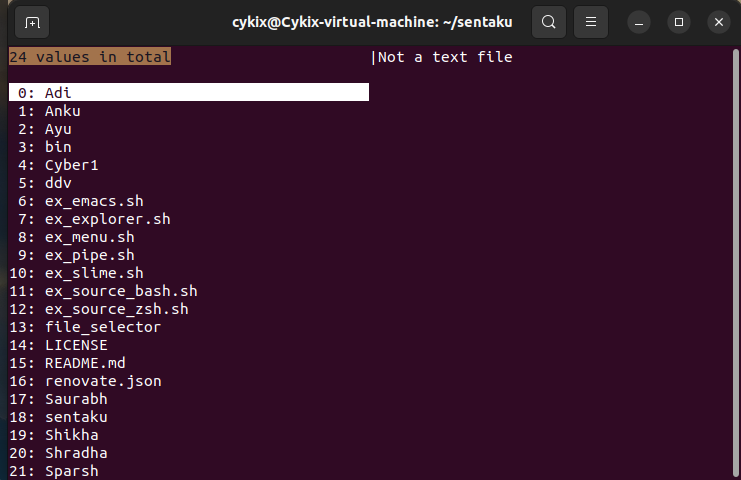 cykix@Cykix-virtual-machine: ~/sentaku
24 values in total |Not a text file
0: Adi
1: Anku
2: Ayu
3: bin
4: Cyber1
5: ddv
6: ex_emacs.sh
7: ex_explorer.sh
8: ex_menu.sh
9: ex_pipe.sh
10: ex_slime.sh
11: ex_source_bash.sh
12: ex_source_zsh.sh
13: file_selector
14: LICENSE
15: README.md
16: renovate.json
17: Saurabh
18: sentaku
19: Shikha
20: Shradha
21: Sparsh